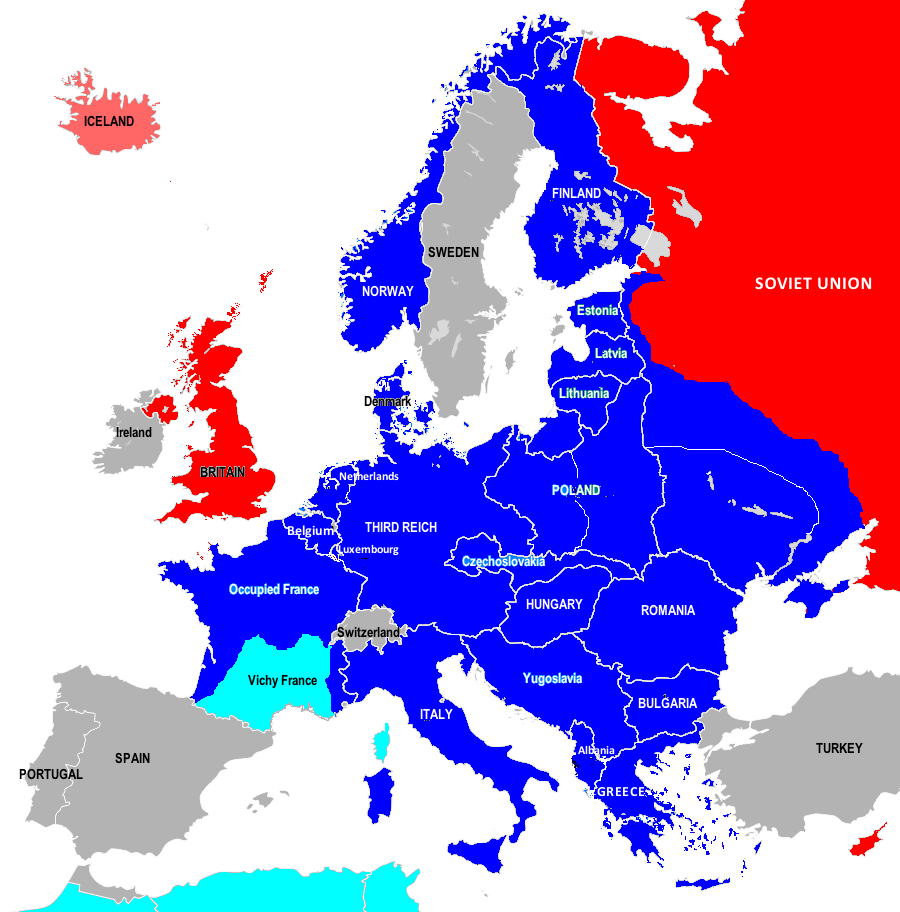 ICELAND
FINLAND
SWEDEN
SOVIET UNION
NORWAY
Estonia
Latvia
Lithuania
Denmark
Ireland
BRITAIN
Netherlands
POLAND
THIRD REICH
Belgium
Luxembourg
Czechoslovakia
Occupied France
HUNGARY
ROMANIA
Switzerland
Vichy France
Yugoslavia
BULGARIA
ITALY
TURKEY
Albania
SPAIN
PORTUGAL
GREECE